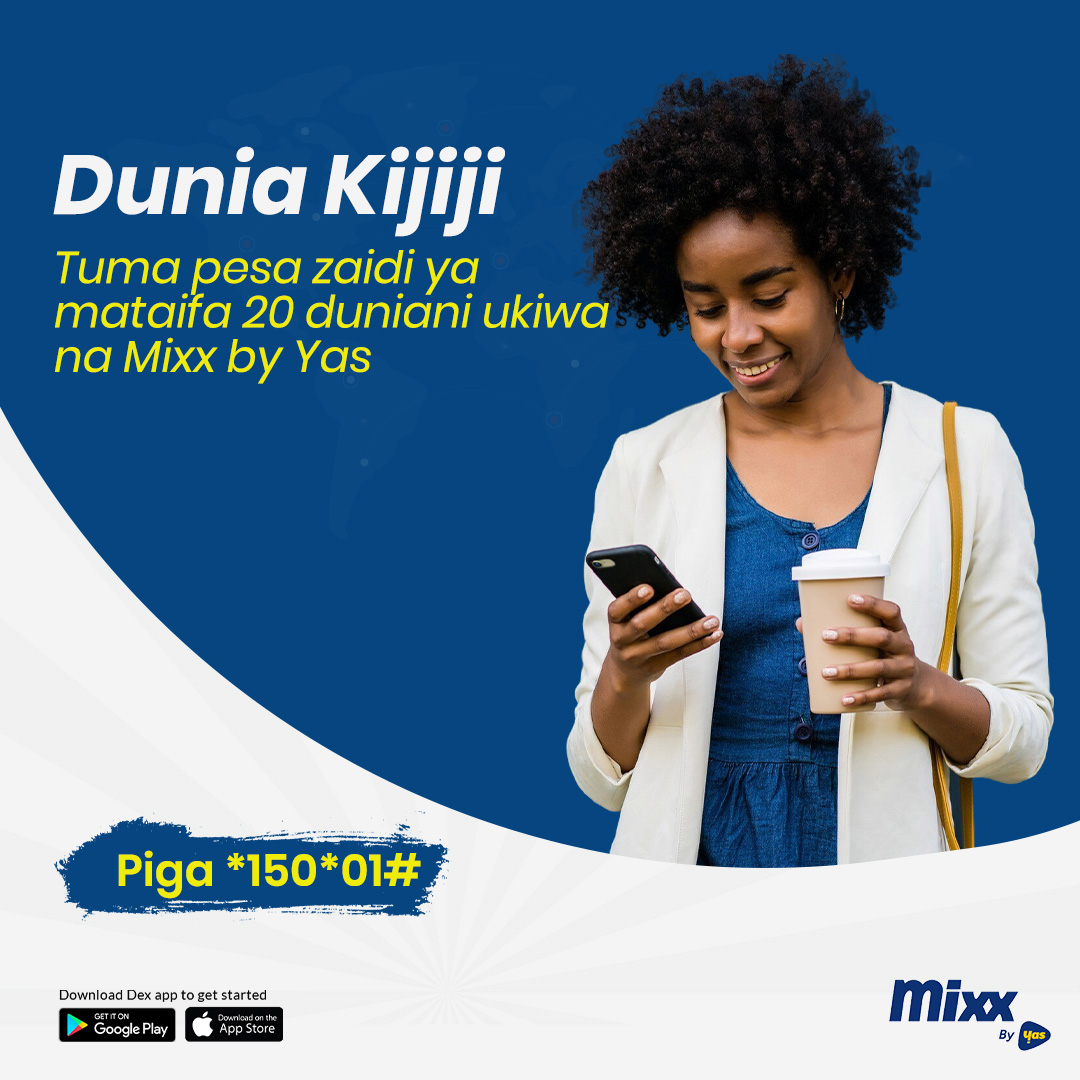 Dunia Kijiji
Tuma pesa zaidi ya
mataifa 20 duniani ukiwa
na Mixx by Yas
Piga *150*01#
Download Dex app to get started
GET IT ON
Google Play
Download on the
App Store
Mixx
By Yas